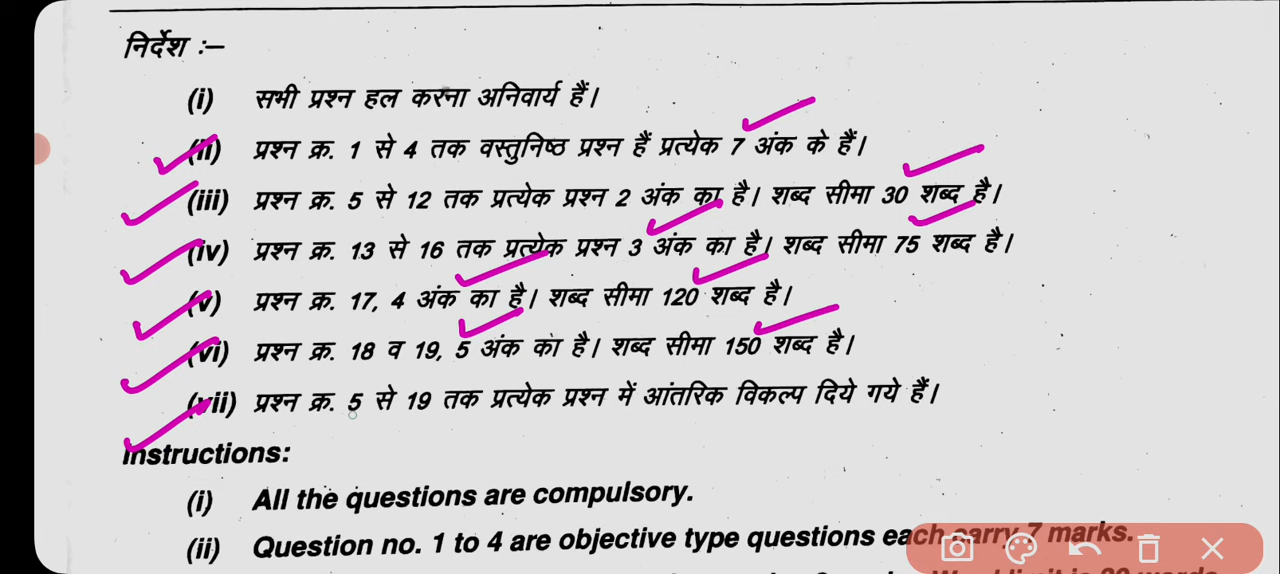 निर्देश :–
(i) सभी प्रश्न हल करना अनिवार्य हैं।
(ii) प्रश्न क्र. 1 से 4 तक वस्तुनिष्ठ प्रश्न हैं प्रत्येक 7 अंक के हैं।
(iii) प्रश्न क्र. 5 से 12 तक प्रत्येक प्रश्न 2 अंक का है। शब्द सीमा 30 शब्द है।
(iv) प्रश्न क्र. 13 से 16 तक प्रत्येक प्रश्न 3 अंक का है। शब्द सीमा 75 शब्द है।
(v) प्रश्न क्र. 17, 4 अंक का है। शब्द सीमा 120 शब्द है।
(vi) प्रश्न क्र. 18 व 19, 5 अंक का है। शब्द सीमा 150 शब्द है।
(vii) प्रश्न क्र. 5 से 19 तक प्रत्येक प्रश्न में आंतरिक विकल्प दिये गये हैं।
Instructions:
(i) All the questions are compulsory.
(ii) Question no. 1 to 4 are objective type questions each carry 7 marks.